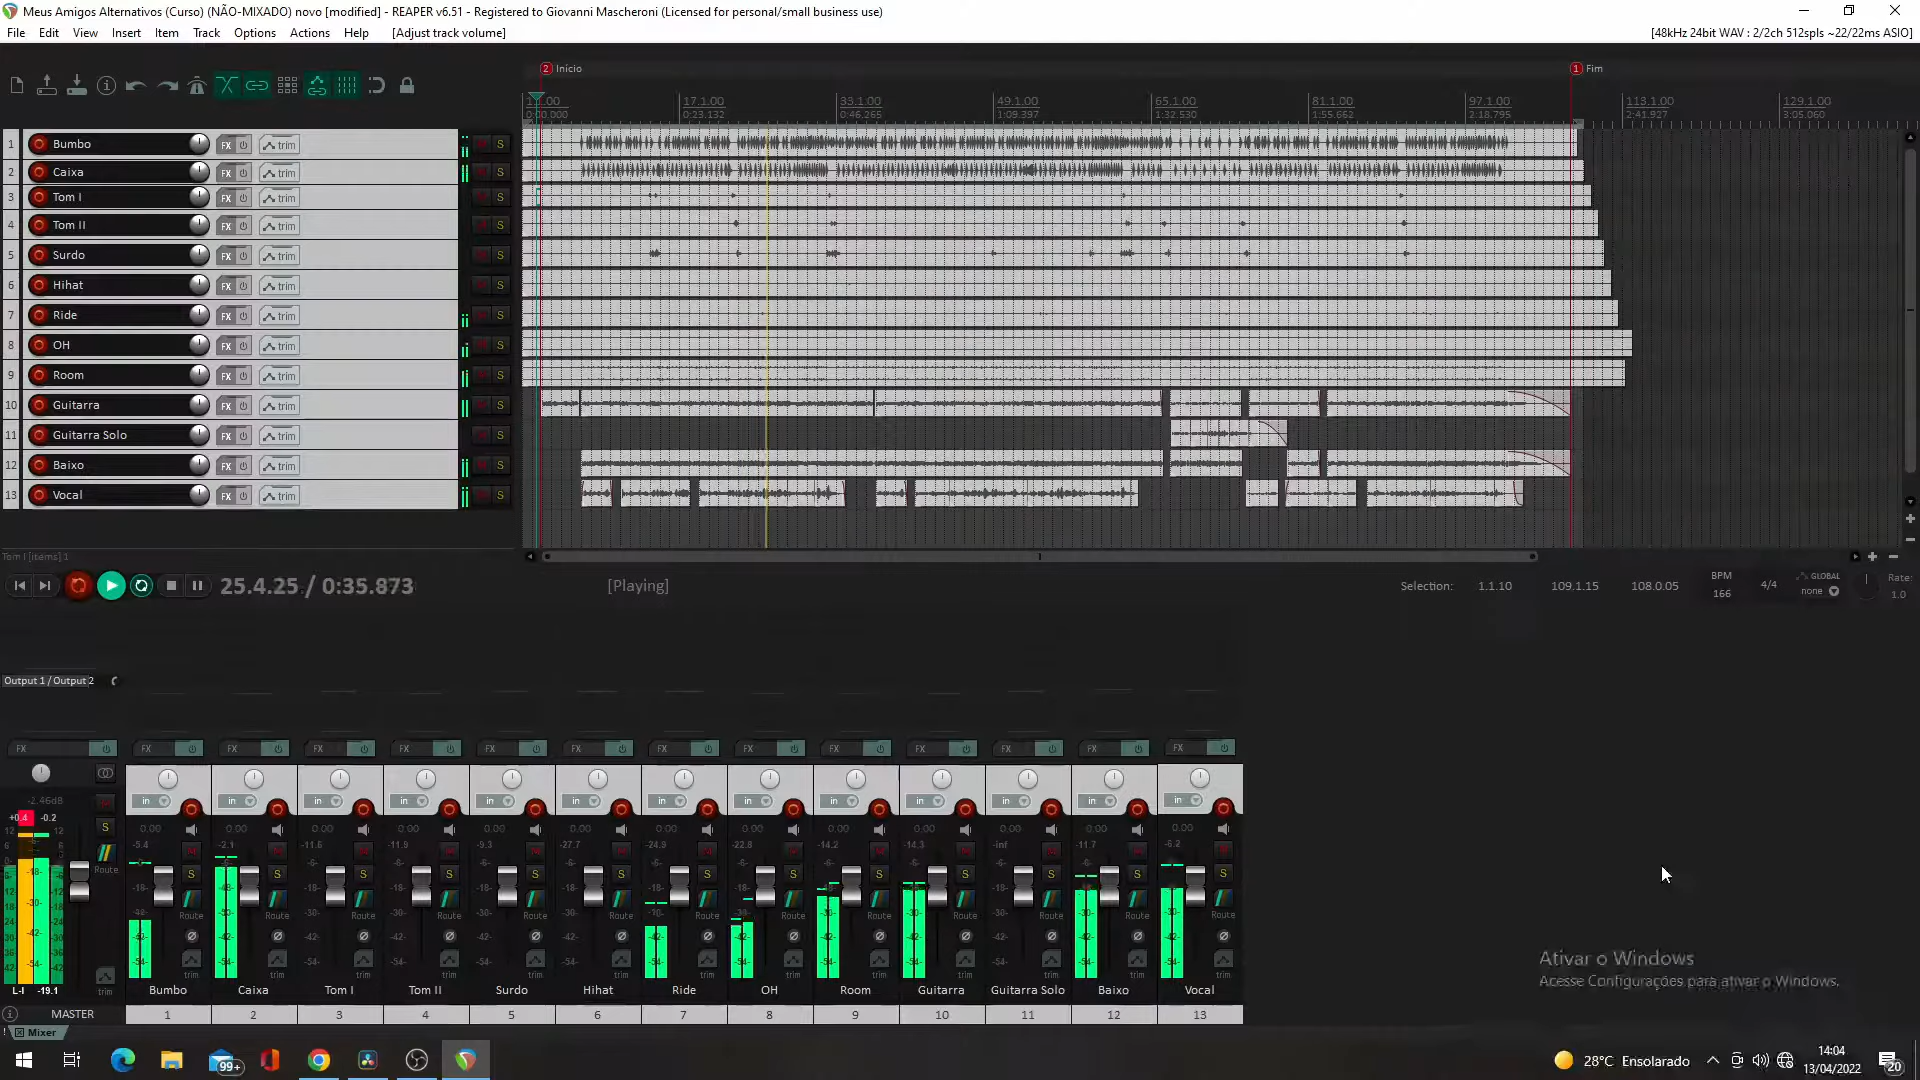 Meus Amigos Alternativos (Curso) (NÃO-MIXADO) novo [modified] - REAPER v6.51 - Registered to Giovanni Mascheroni (Licensed for personal/small business use)
File Edit View Insert Item Track Options Actions Help [Adjust track volume]
[48kHz 24bit WAV : 2/2ch 512spls ~22/22ms ASIO]
2 Início
1 Fim
17.1.00 33.1.00 49.1.00 65.1.00 81.1.00 97.1.00 113.1.00 129.1.00
0:00.000 0:23.132 0:46.265 1:09.397 1:32.530 1:55.662 2:18.795 2:41.927 3:05.060
1 Bumbo FX trim S
2 Caixa FX trim S
3 Tom I FX trim S
4 Tom II FX trim S
5 Surdo FX trim S
6 Hihat FX trim S
7 Ride FX trim S
8 OH FX trim S
9 Room FX trim S
10 Guitarra FX trim S
11 Guitarra Solo FX trim S
12 Baixo FX trim S
13 Vocal FX trim S
Tom I [items] 1
25.4.25 / 0:35.873
[Playing]
Selection: 1.1.10 109.1.15 108.0.05
BPM
166
4/4
GLOBAL
none
Rate:
1.0
Output 1 / Output 2
FX FX FX FX FX FX FX FX FX FX FX FX FX FX
in in in in in in in in in in in in in
-2.46dB
+0.4 -0.2
0.00 0.00 0.00 0.00 0.00 0.00 0.00 0.00 0.00 0.00 0.00 0.00 0.00
-5.4 -2.1 -11.6 -11.9 -9.3 -27.7 -24.9 -22.8 -14.2 -14.3 -inf -11.7 -6.2
Route Route Route Route Route Route Route Route Route Route Route Route Route Route
trim trim trim trim trim trim trim trim trim trim trim trim trim trim
L-I -19.1
Bumbo Caixa Tom I Tom II Surdo Hihat Ride OH Room Guitarra Guitarra Solo Baixo Vocal
MASTER 1 2 3 4 5 6 7 8 9 10 11 12 13
Mixer
Ativar o Windows
Acesse Configurações para ativar o Windows.
99+
28°C Ensolarado
14:04
13/04/2022
20